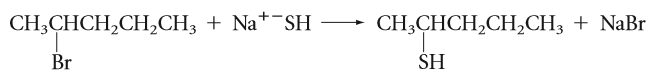 CH₃CHCH₂CH₂CH₃ + Na⁺⁻SH ⟶ CH₃CHCH₂CH₂CH₃ + NaBr
Br SH